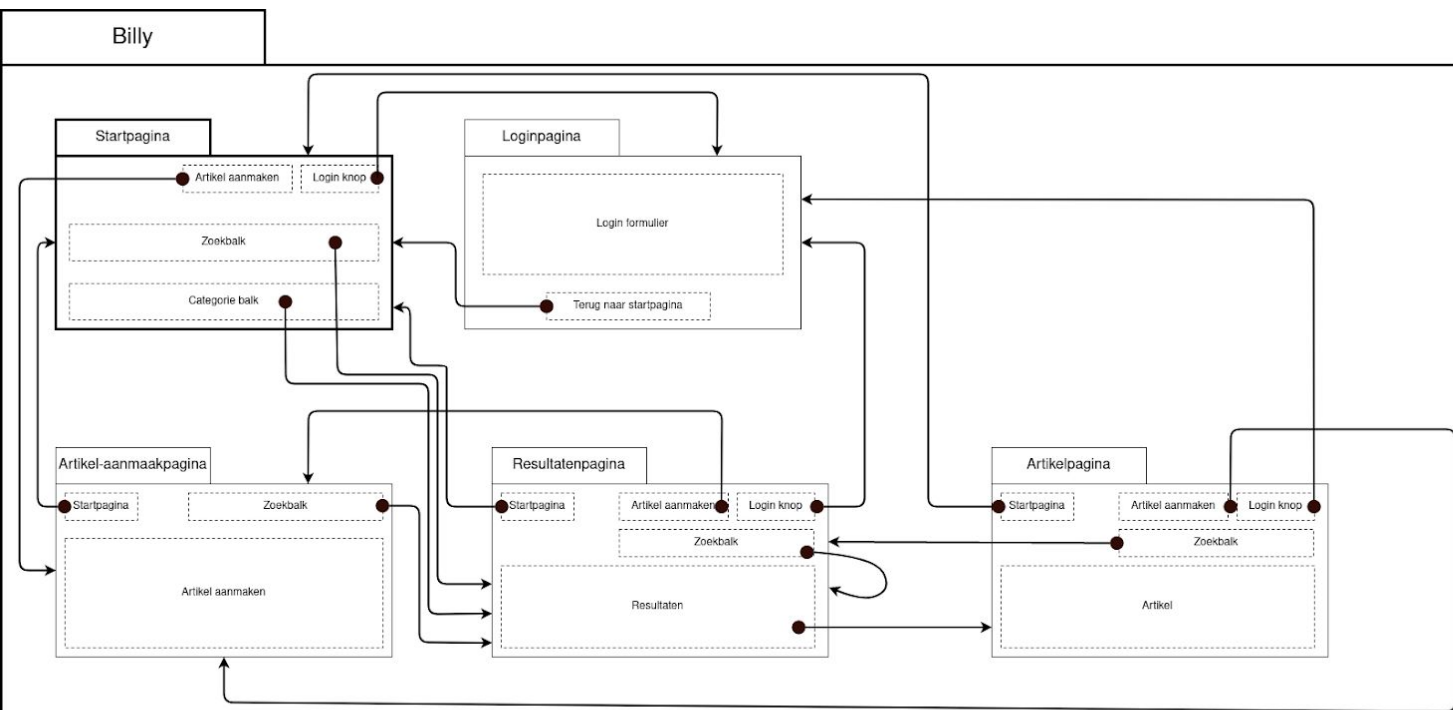 Billy
Startpagina
Artikel aanmaken
Login knop
Zoekbalk
Categorie balk
Loginpagina
Login formulier
Terug naar startpagina
Artikel-aanmaakpagina
Startpagina
Zoekbalk
Artikel aanmaken
Resultatenpagina
Startpagina
Artikel aanmaken
Login knop
Zoekbalk
Resultaten
Artikelpagina
Startpagina
Artikel aanmaken
Login knop
Zoekbalk
Artikel